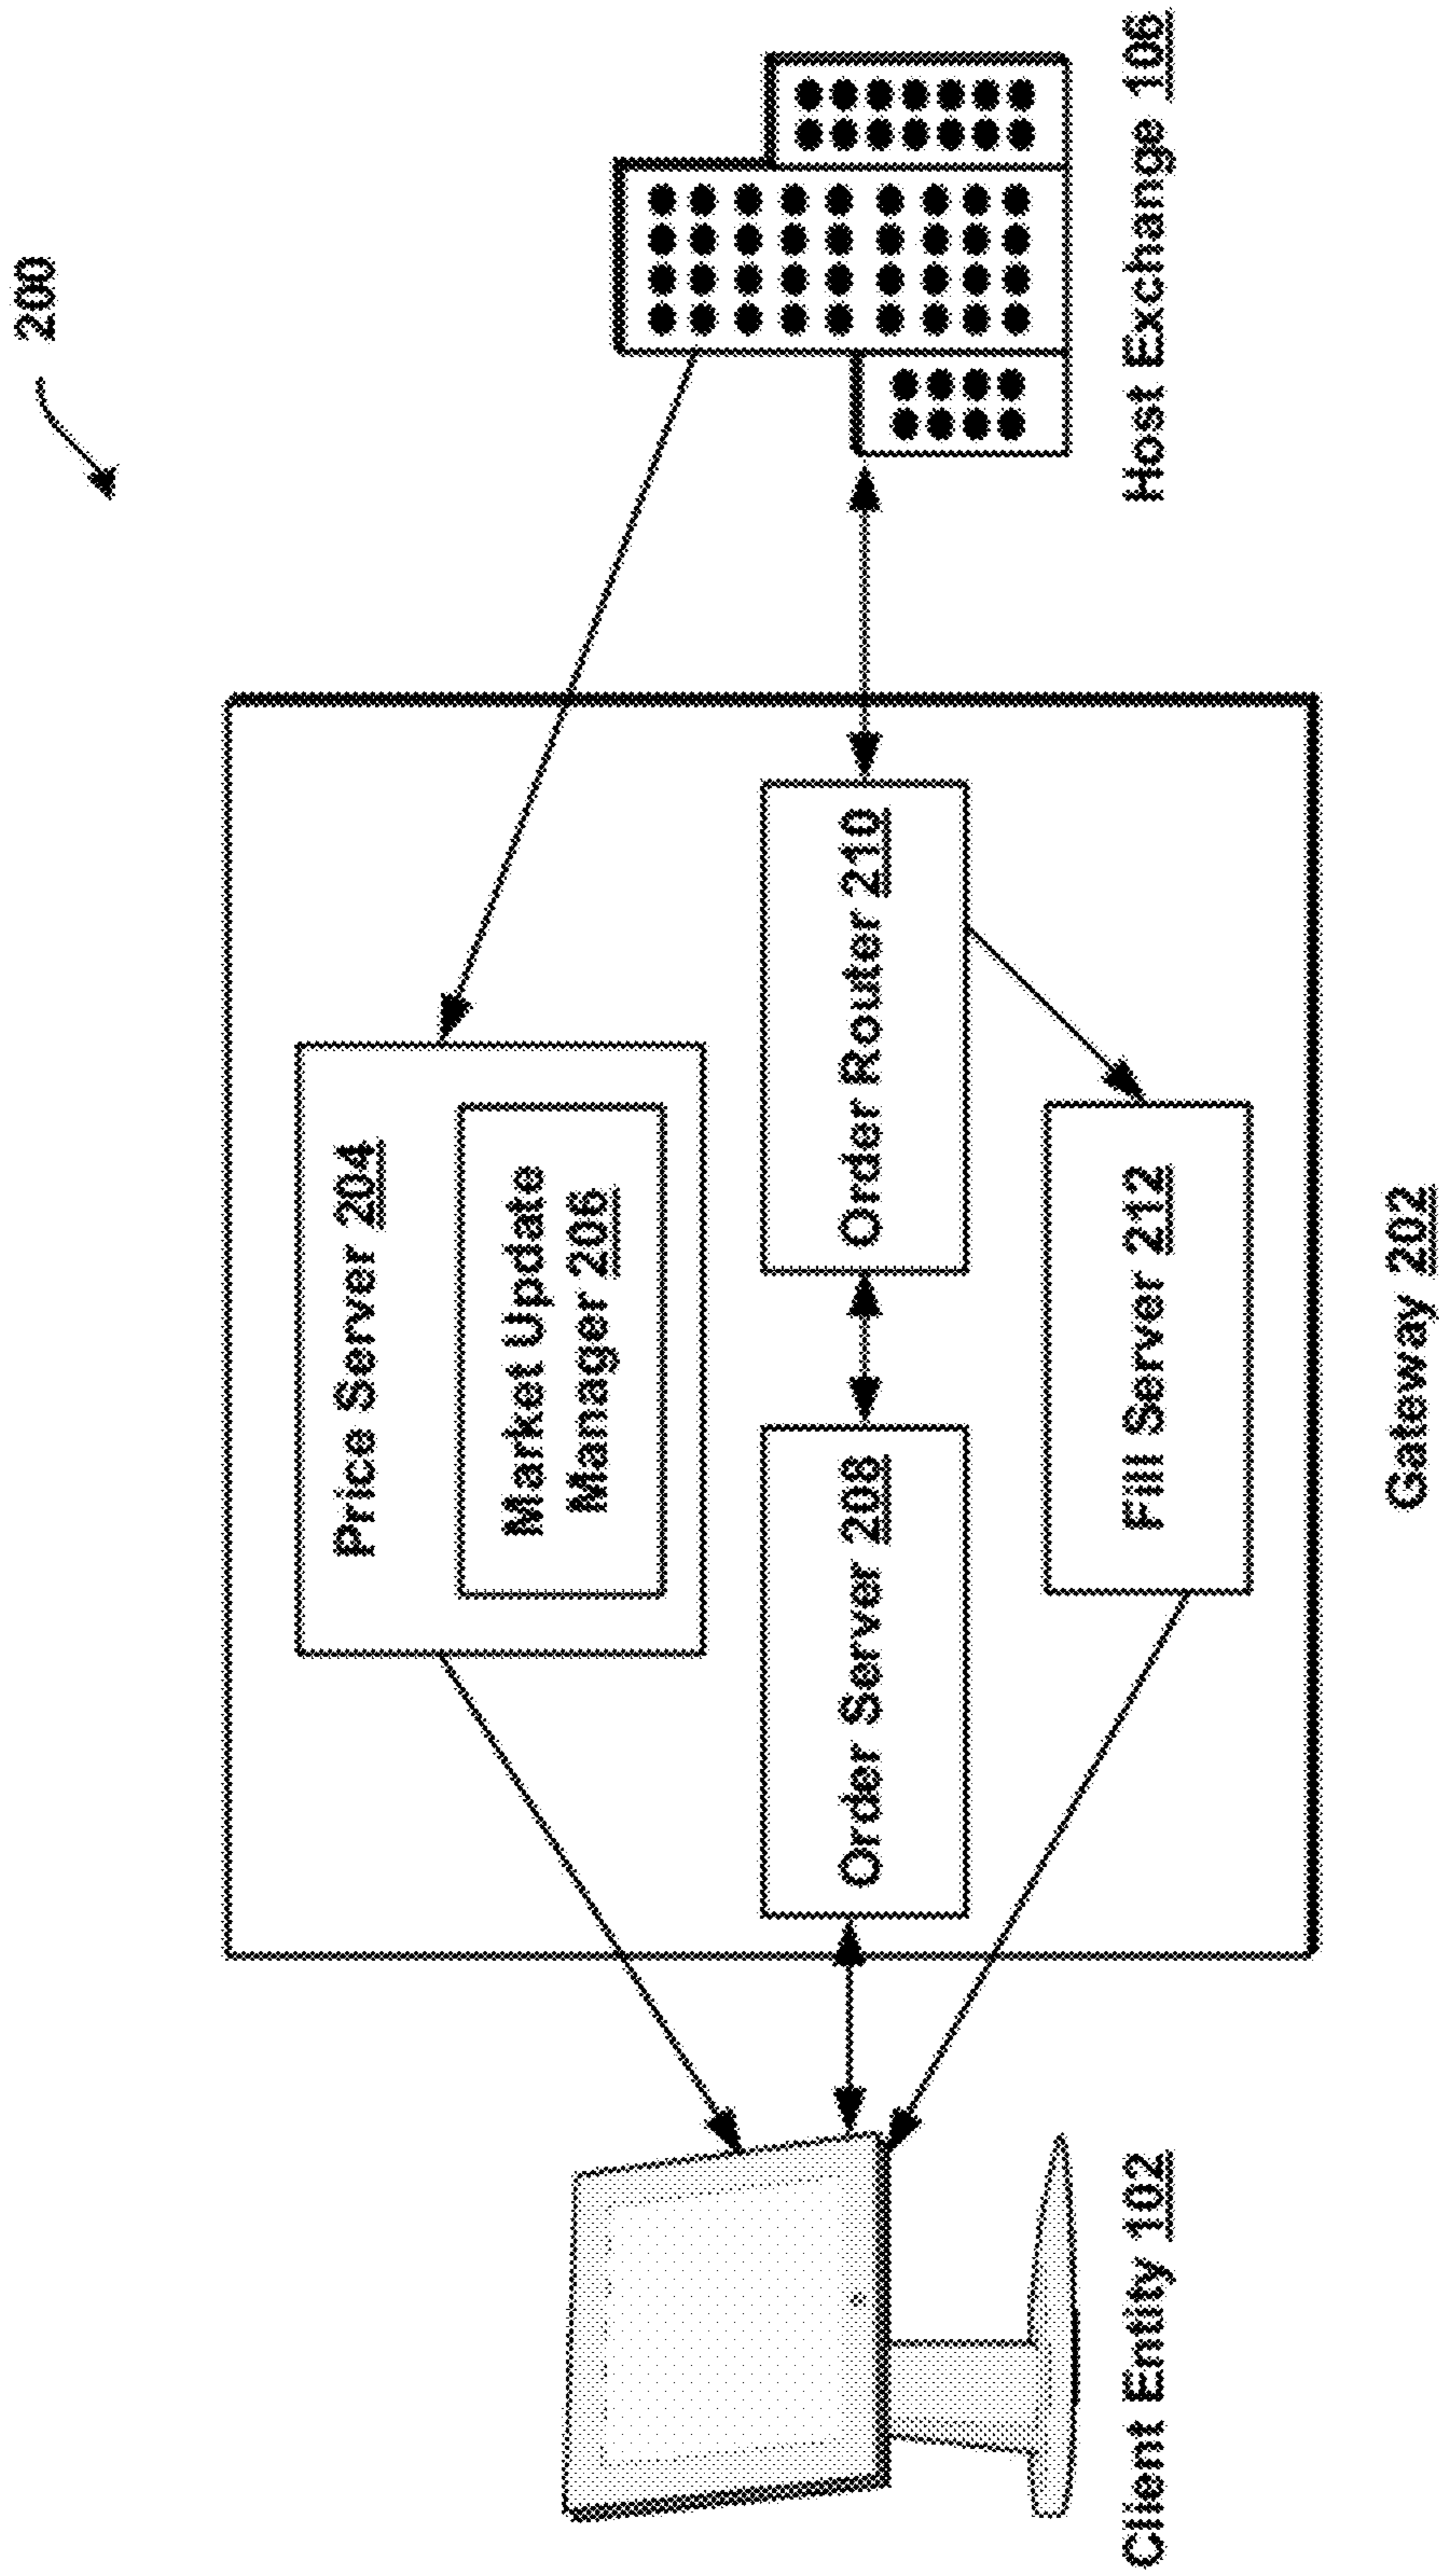 200
Price Server 204
Market Update
Manager 206
Order Server 208
Order Router 210
Fill Server 212
Client Entity 102
Host Exchange 106
Gateway 202